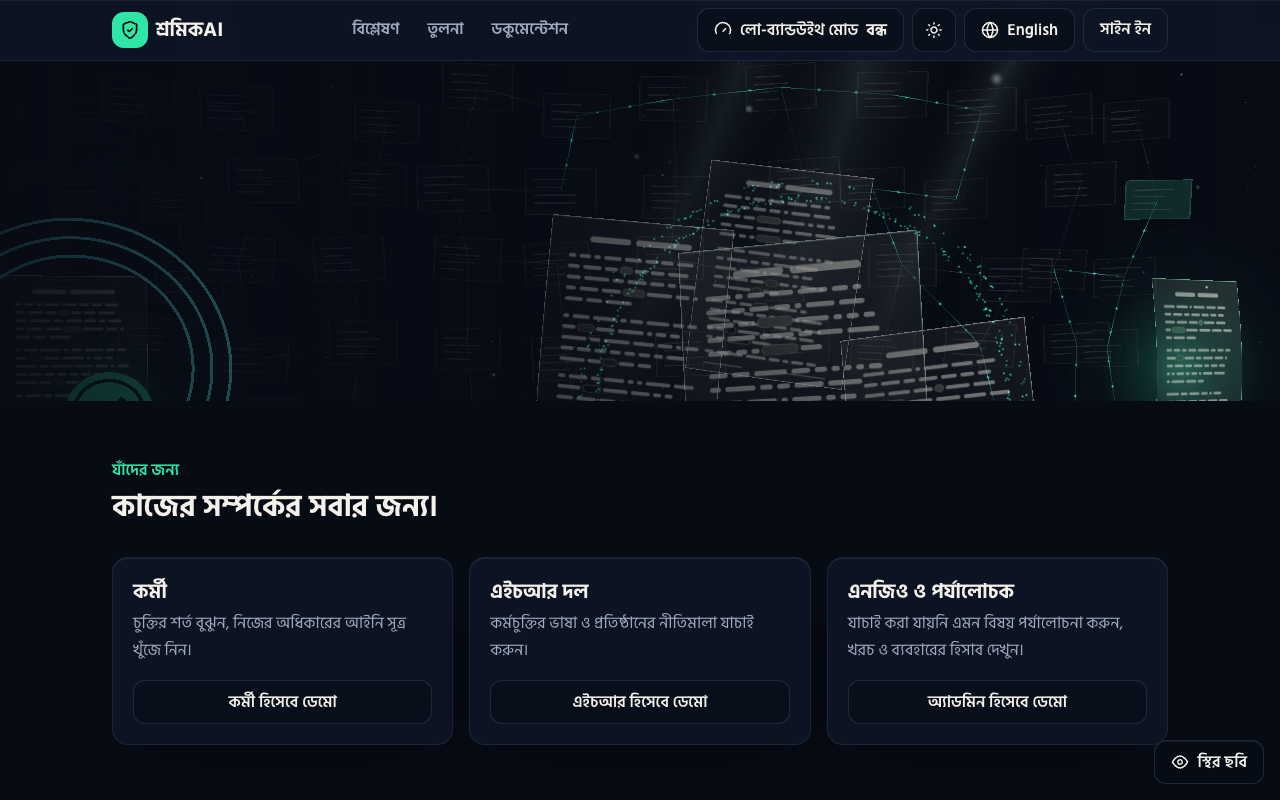 শ্রমিকAI
বিশ্লেষণ
তুলনা
ডকুমেন্টেশন
লো-ব্যান্ডউইথ মোড বন্ধ
English
সাইন ইন
যাঁদের জন্য
কাজের সম্পর্কের সবার জন্য।
কর্মী
চুক্তির শর্ত বুঝুন, নিজের অধিকারের আইনি সূত্র
খুঁজে নিন।
কর্মী হিসেবে ডেমো
এইচআর দল
কর্মচুক্তির ভাষা ও প্রতিষ্ঠানের নীতিমালা যাচাই
করুন।
এইচআর হিসেবে ডেমো
এনজিও ও পর্যালোচক
যাচাই করা যায়নি এমন বিষয় পর্যালোচনা করুন,
খরচ ও ব্যবহারের হিসাব দেখুন।
অ্যাডমিন হিসেবে ডেমো
স্থির ছবি